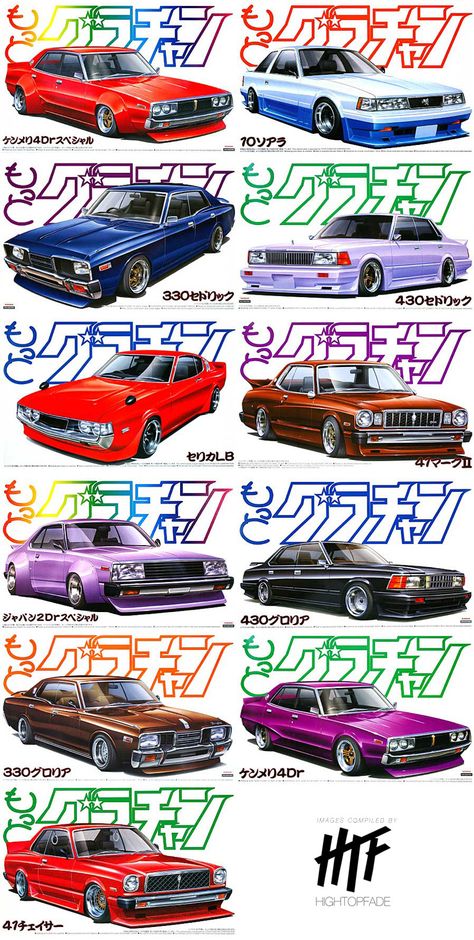 もっとグラチャン
ケンメリ4Drスペシャル
もっとグラチャン
10ソアラ
もっとグラチャン
330セドリック
もっとグラチャン
430セドリック
もっとグラチャン
セリカLB
もっとグラチャン
41マークII
もっとグラチャン
ジャパン2Drスペシャル
もっとグラチャン
430グロリア
もっとグラチャン
330グロリア
もっとグラチャン
ケンメリ4Dr
もっとグラチャン
41チェイサー
IMAGES COMPILED BY
HTF
HIGHTOPFADE